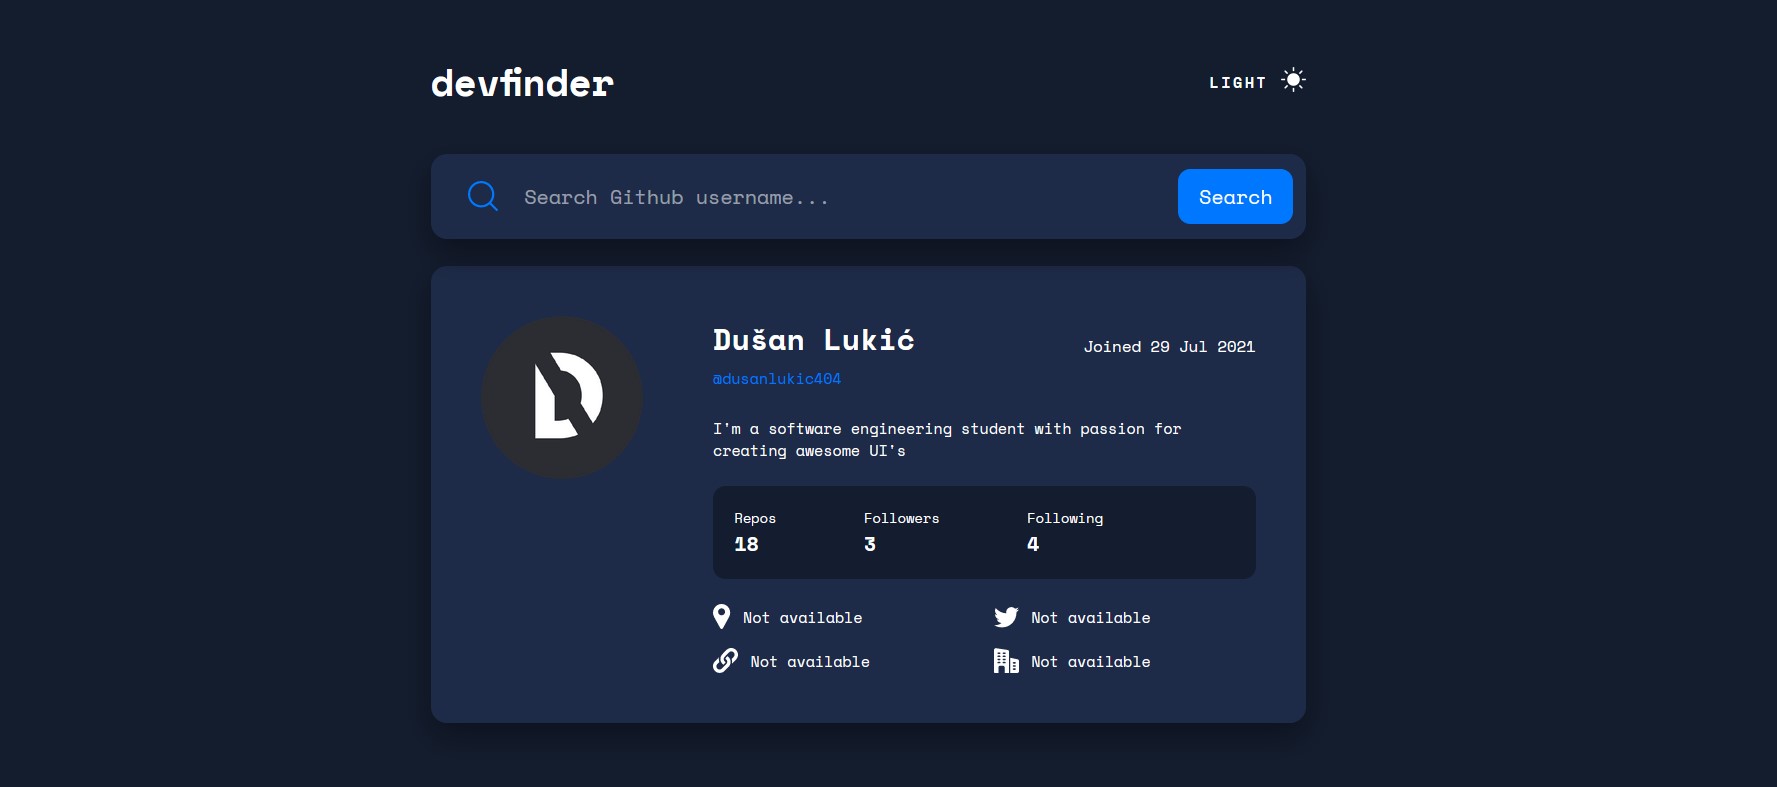 devfinder
LIGHT
Search Github username...
Search
Dušan Lukić
Joined 29 Jul 2021
@dusanlukic404
I'm a software engineering student with passion for
creating awesome UI's
Repos Followers Following
18 3 4
Not available Not available
Not available Not available